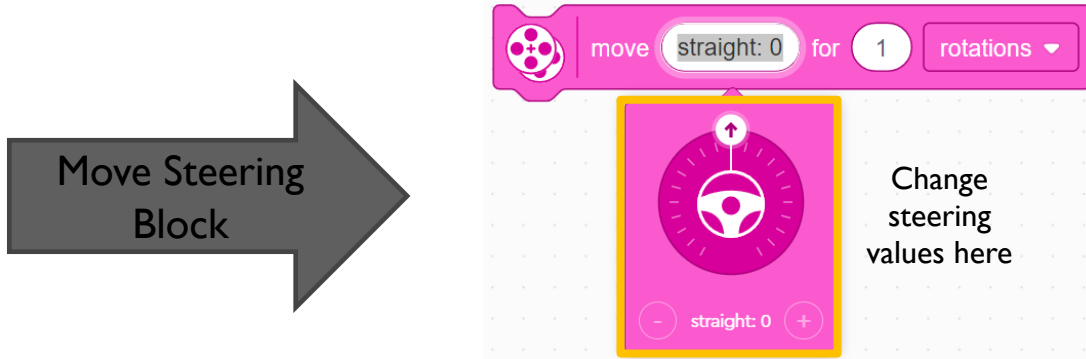 move straight: 0 for 1 rotations
Move Steering
Block
Change
steering
values here
- straight: 0 +